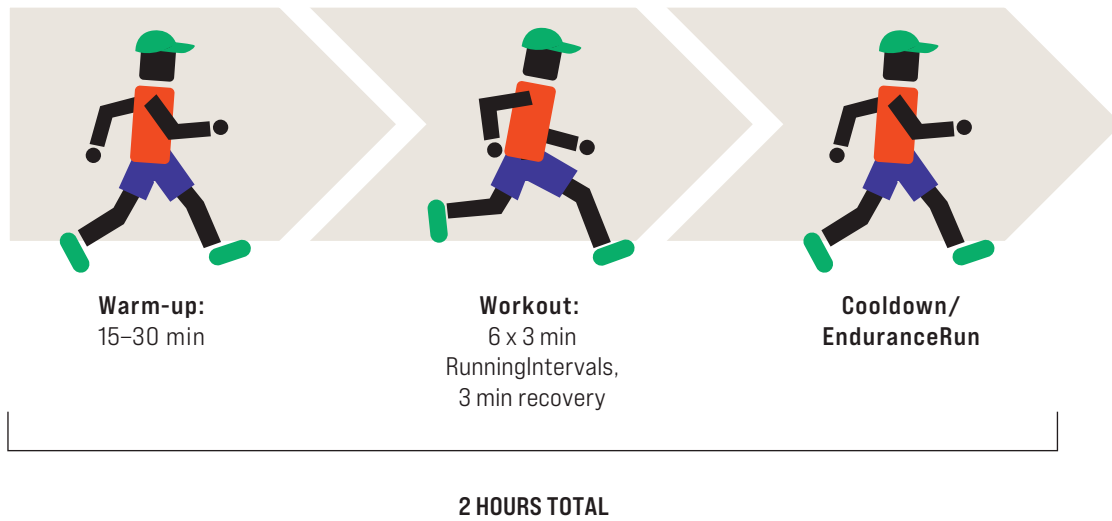 Warm-up:
15–30 min
Workout:
6 x 3 min
RunningIntervals,
3 min recovery
Cooldown/
EnduranceRun
2 HOURS TOTAL